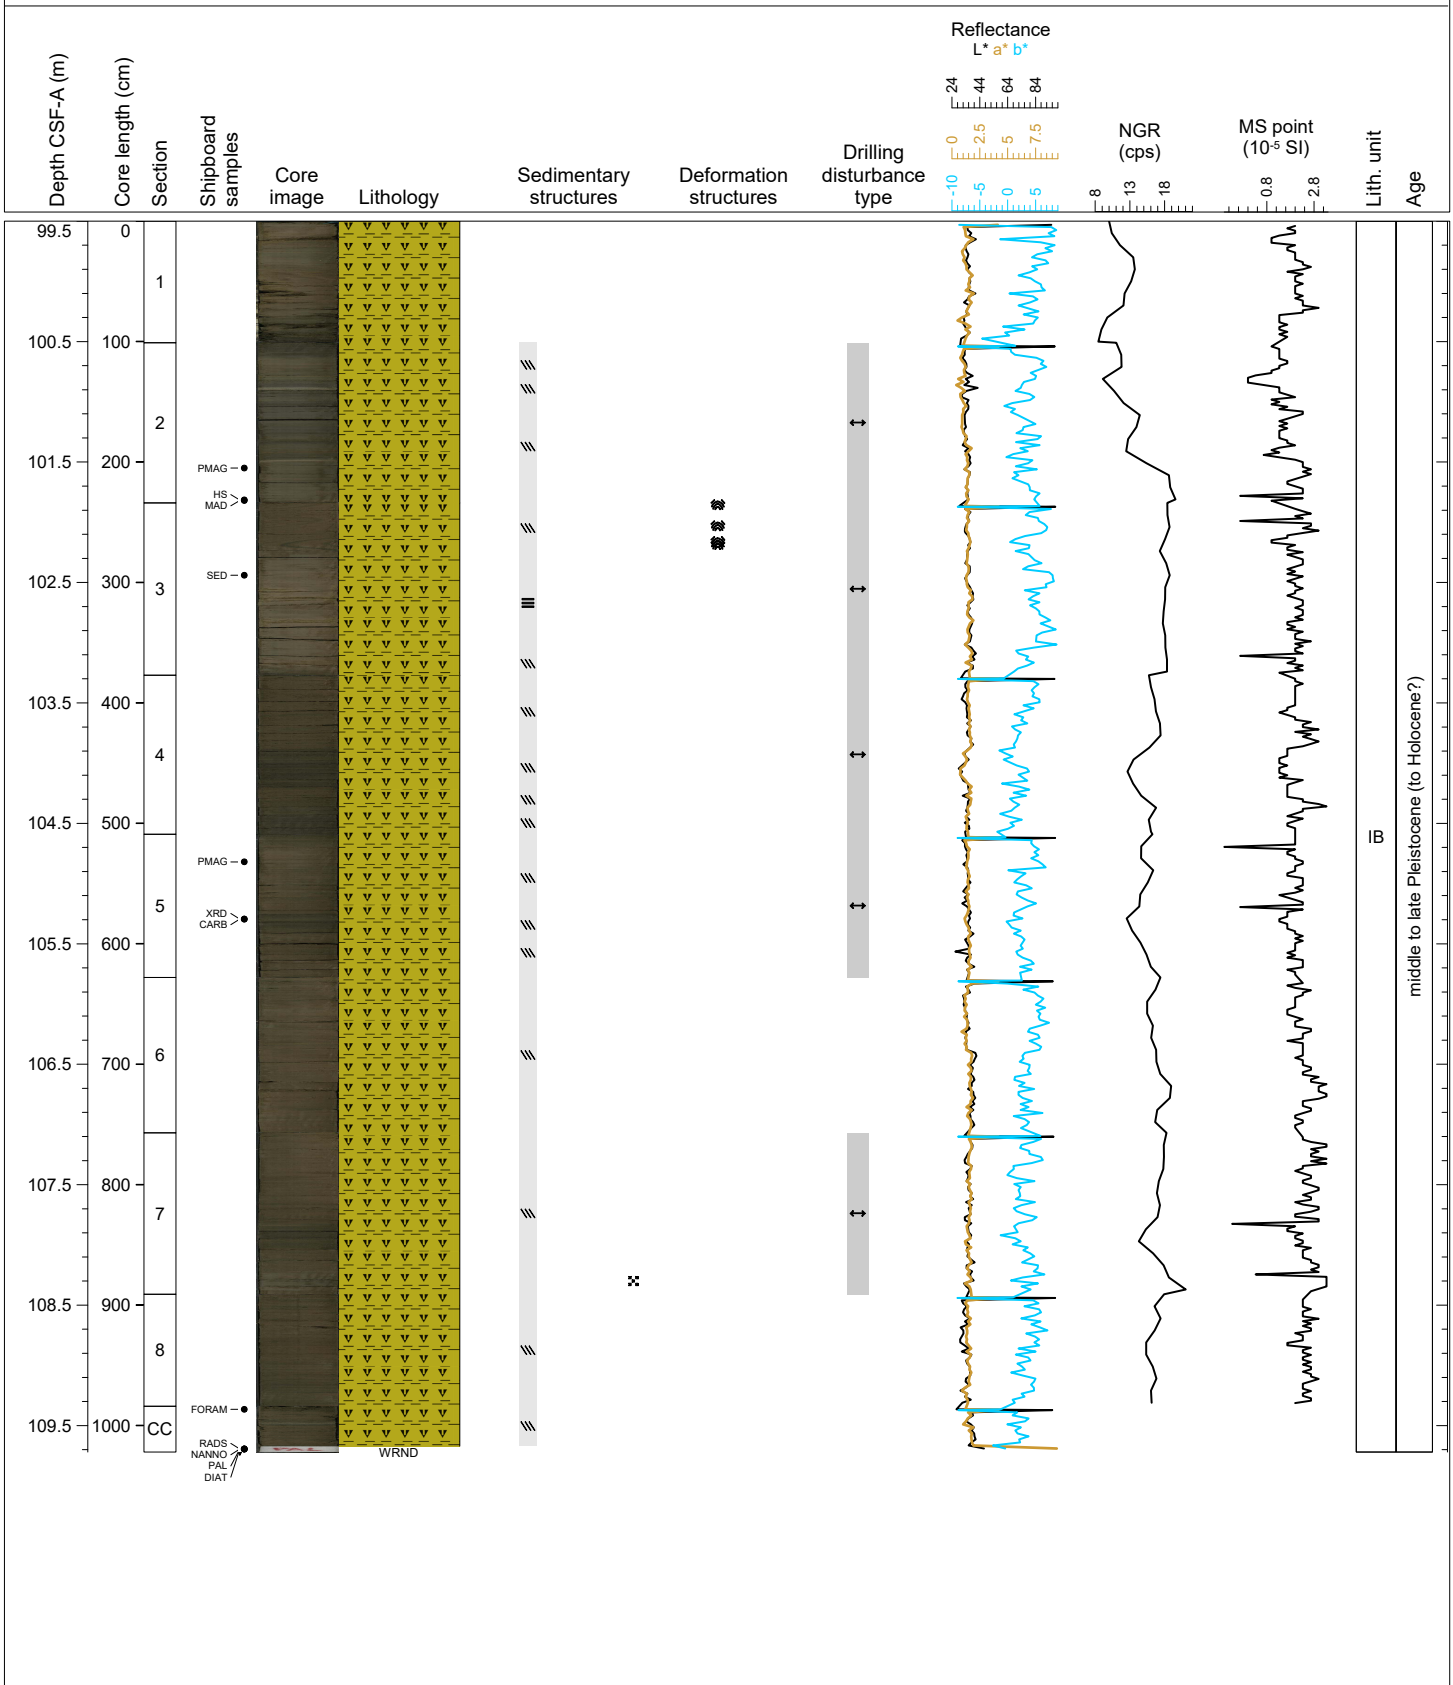 Depth CSF-A (m)
Core length (cm)
Section
Shipboard
samples
Core
image
Lithology
Sedimentary
structures
Deformation
structures
Drilling
disturbance
type
Reflectance
L* a* b*
24 44 64 84
0 2.5 5 7.5
-10 -5 0 5
NGR
(cps)
8 13 18
MS point
(10⁻⁵ SI)
0.8 2.8
Lith. unit
Age
99.5 0
1
100.5 100
2
101.5 200
PMAG
HS
MAD
102.5 300
SED
3
103.5 400
4
104.5 500
IB
PMAG
5
XRD
CARB
105.5 600
middle to late Pleistocene (to Holocene?)
6
106.5 700
107.5 800
7
108.5 900
8
FORAM
109.5 1000
CC
RADS
NANNO
PAL
DIAT
PAL
WRND